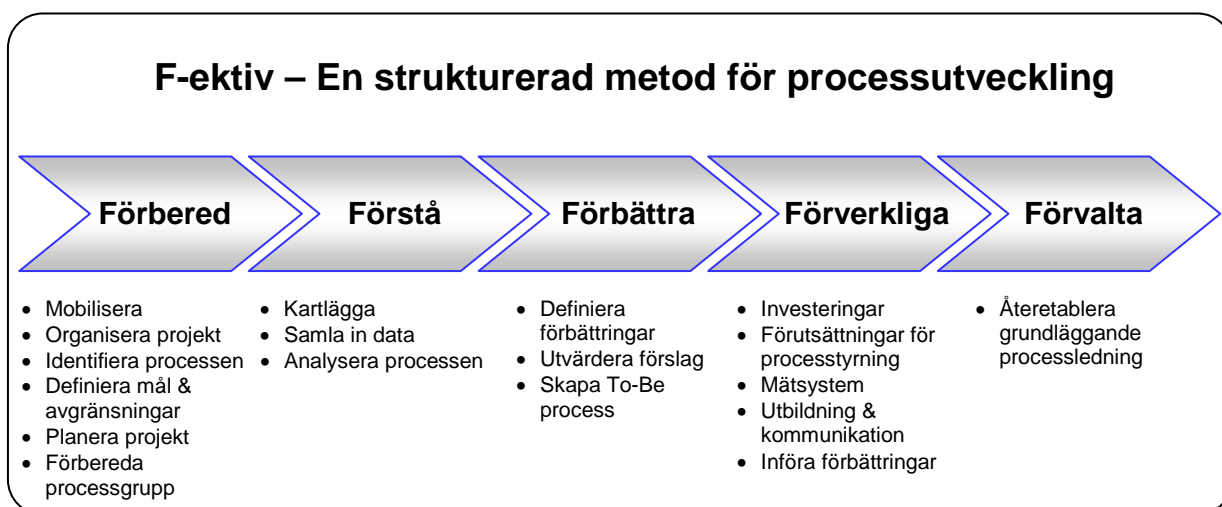 F-ektiv – En strukturerad metod för processutveckling
Förbered
Förstå
Förbättra
Förverkliga
Förvalta
• Mobilisera
• Organisera projekt
• Identifiera processen
• Definiera mål &
avgränsningar
• Planera projekt
• Förbereda
processgrupp
• Kartlägga
• Samla in data
• Analysera processen
• Definiera
förbättringar
• Utvärdera förslag
• Skapa To-Be
process
• Investeringar
• Förutsättningar för
processtyrning
• Mätsystem
• Utbildning &
kommunikation
• Införa förbättringar
• Återetablera
grundläggande
processledning